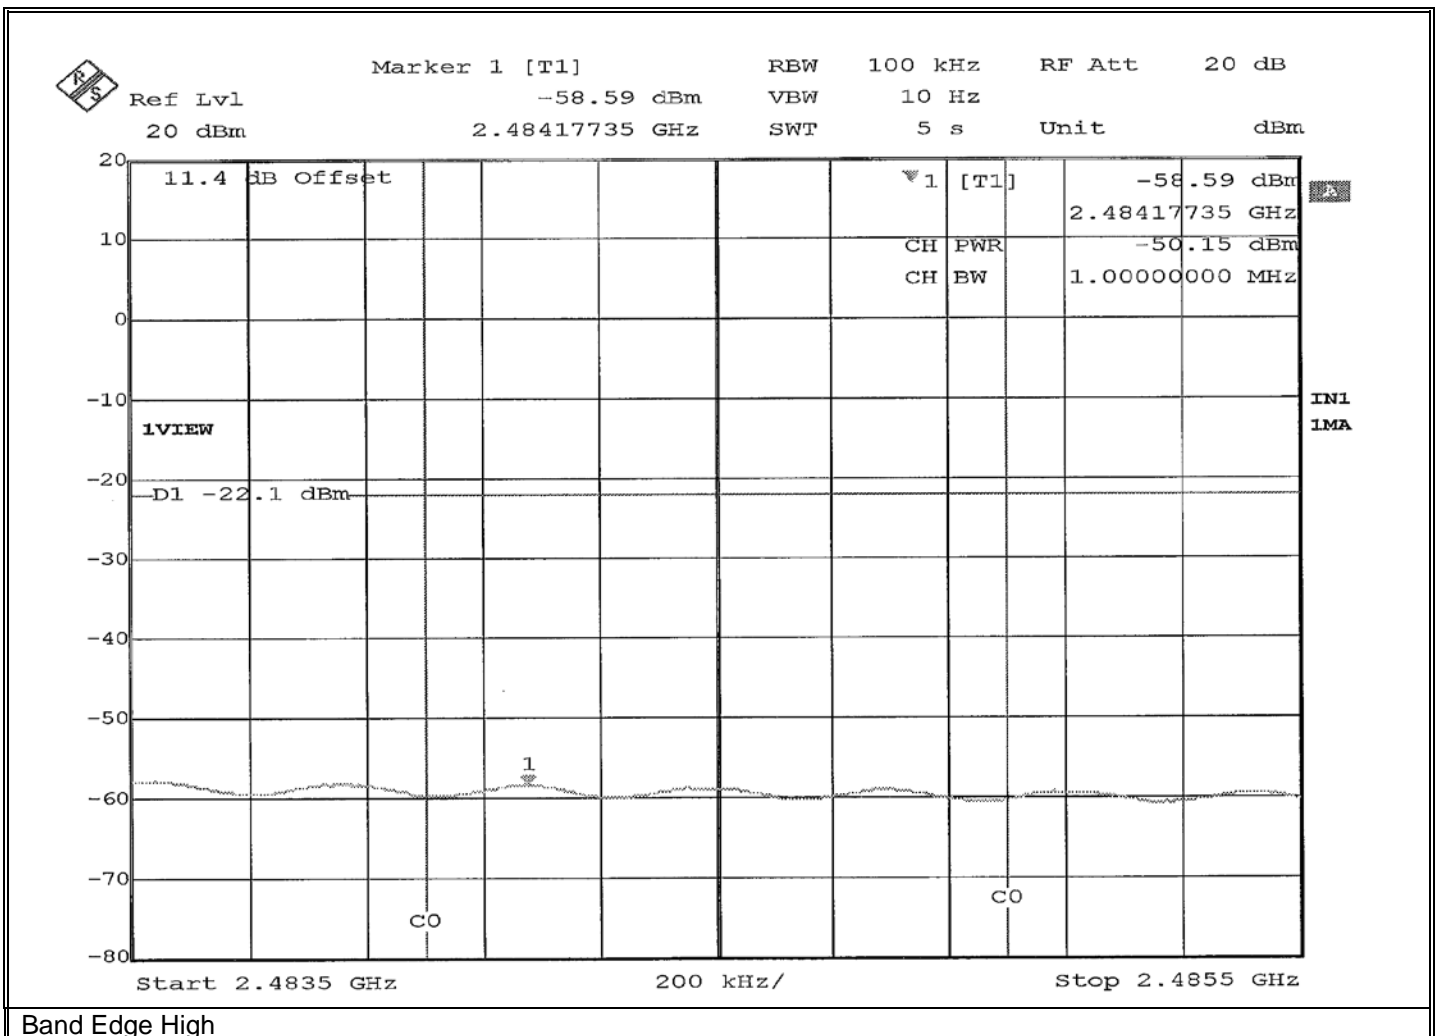 R S
Marker 1 [T1] RBW 100 kHz RF Att 20 dB
Ref Lvl -58.59 dBm VBW 10 Hz
20 dBm 2.48417735 GHz SWT 5 s Unit dBm
20
11.4 dB Offset ▼1 [T1] -58.59 dBm
A
2.48417735 GHz
10
CH PWR -50.15 dBm
CH BW 1.00000000 MHz
0
-10
IN1
1VIEW 1MA
-20
D1 -22.1 dBm
-30
-40
-50
1
-60
-70
C0
C0
-80
Start 2.4835 GHz 200 kHz/ Stop 2.4855 GHz
Band Edge High